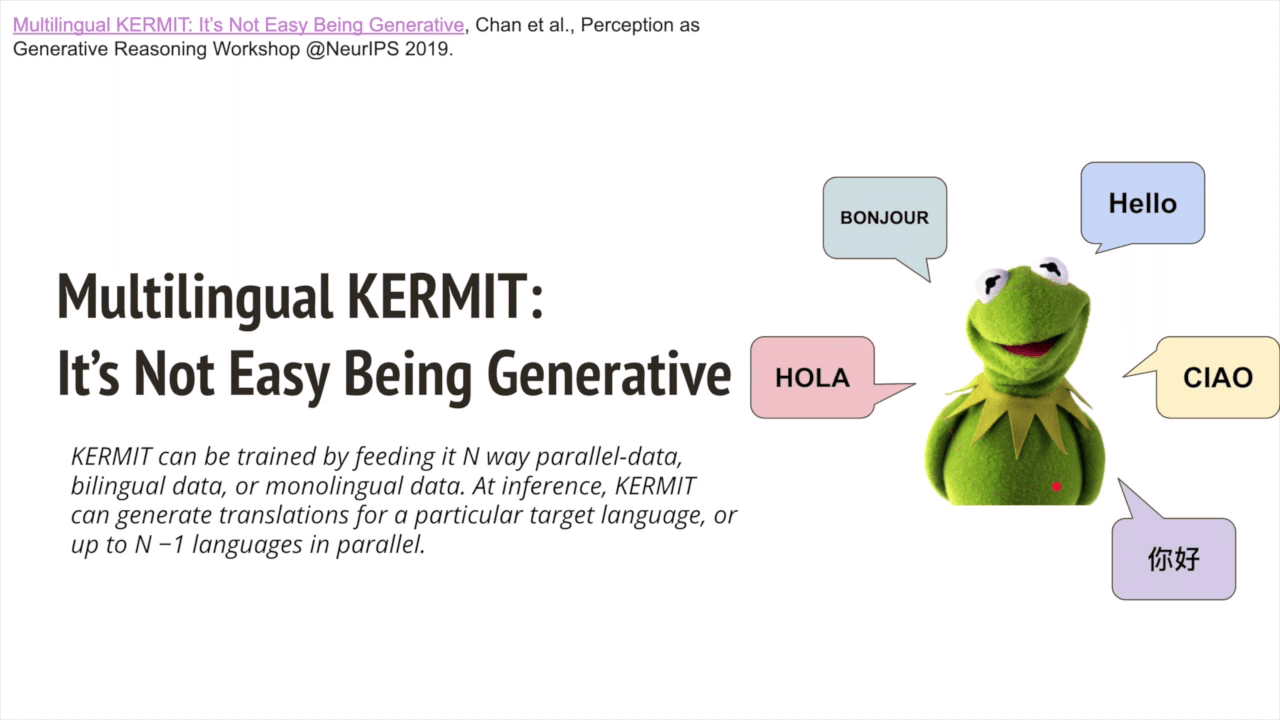 Multilingual KERMIT: It's Not Easy Being Generative, Chan et al., Perception as
Generative Reasoning Workshop @NeurIPS 2019.
BONJOUR
Hello
Multilingual KERMIT:
It’s Not Easy Being Generative
HOLA
CIAO
KERMIT can be trained by feeding it N way parallel-data,
bilingual data, or monolingual data. At inference, KERMIT
can generate translations for a particular target language, or
up to N −1 languages in parallel.
你好